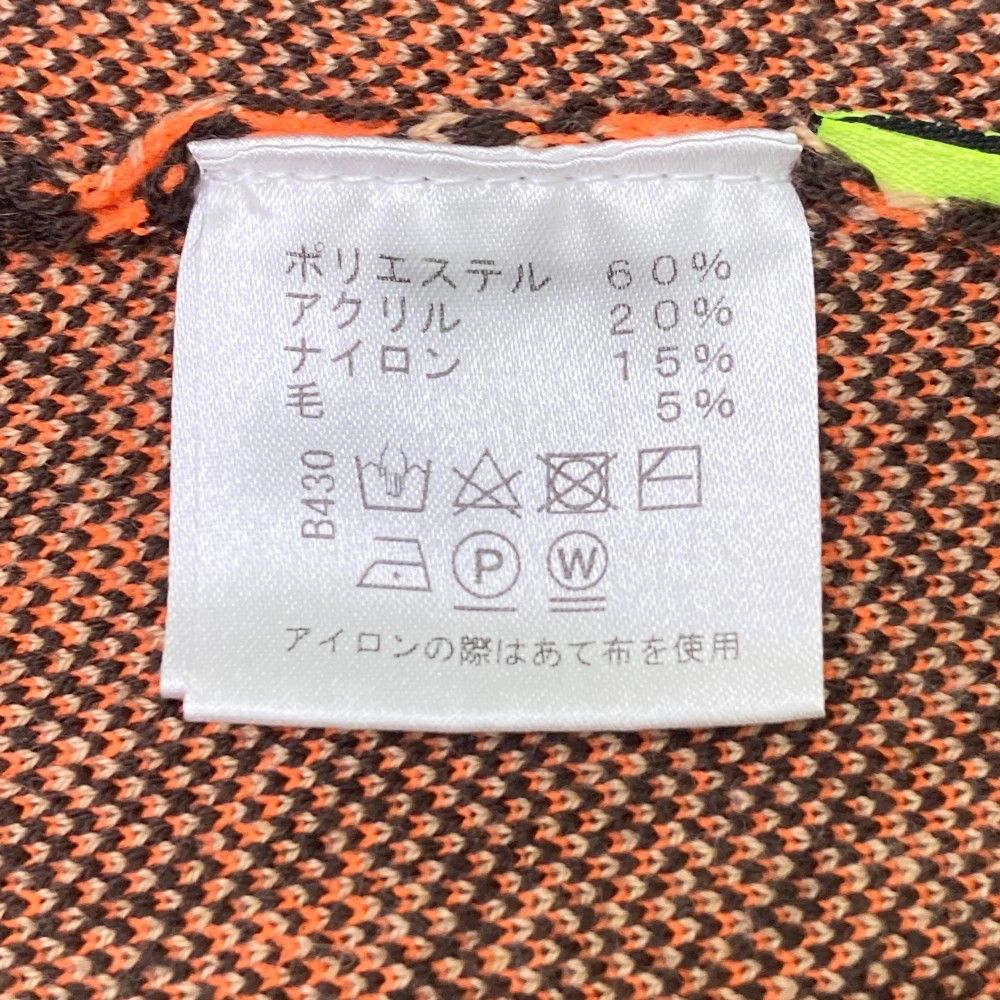 ポリエステル 60%
アクリル 20%
ナイロン 15%
毛 5%
B430
P W
アイロンの際はあて布を使用